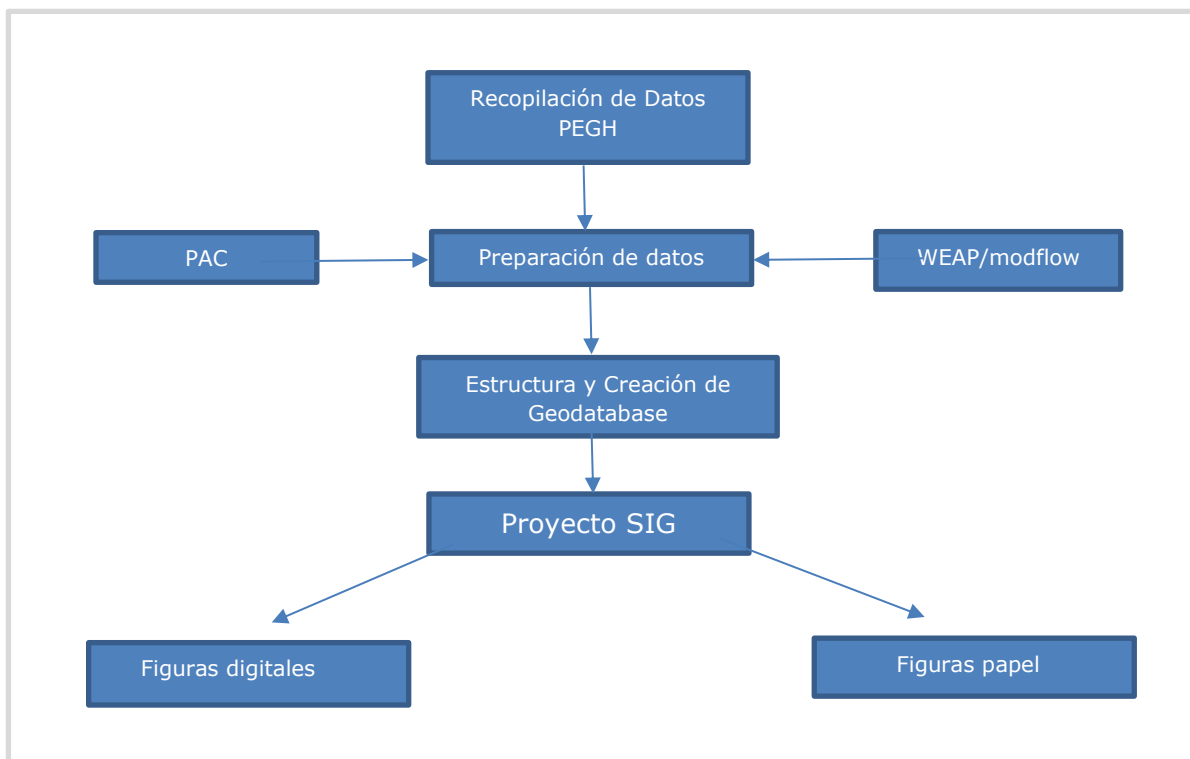 Recopilación de Datos
PEGH
PAC
Preparación de datos
WEAP/modflow
Estructura y Creación de
Geodatabase
Proyecto SIG
Figuras digitales
Figuras papel